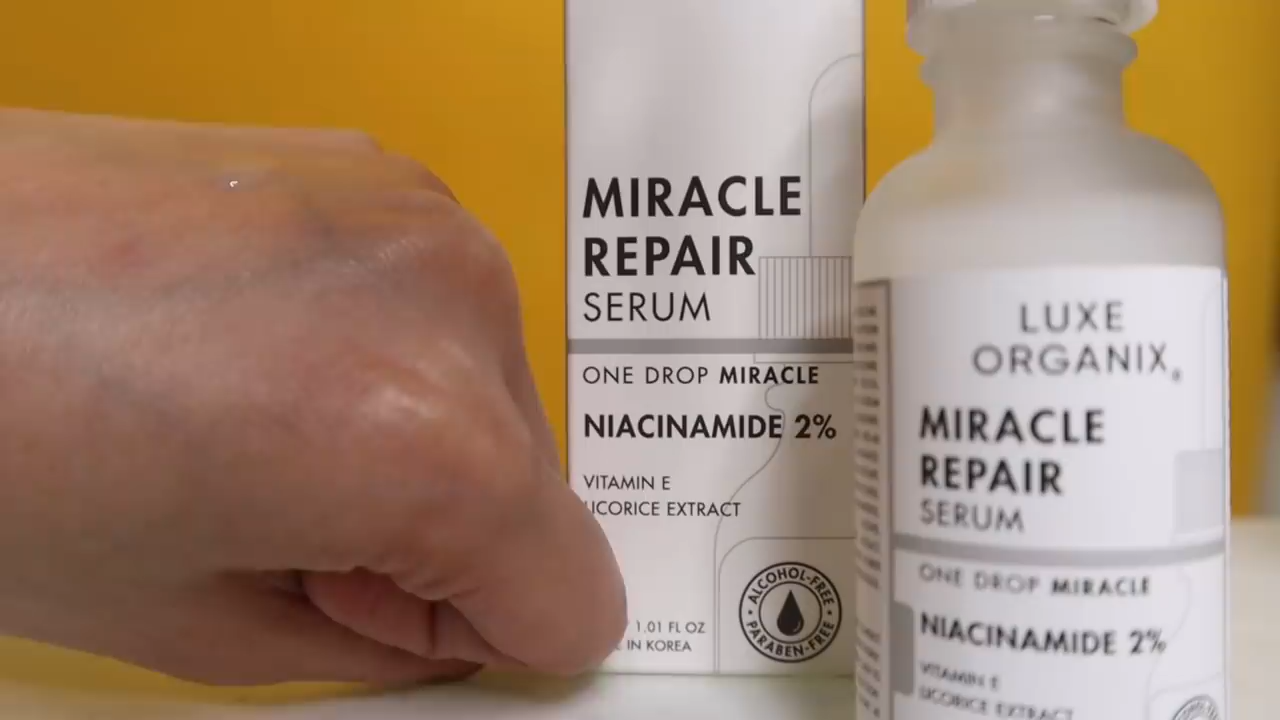 MIRACLE
REPAIR
SERUM
ONE DROP MIRACLE
NIACINAMIDE 2%
VITAMIN E
LICORICE EXTRACT
1.01 FL OZ
IN KOREA
ALCOHOL-FREE
PARABEN-FREE
LUXE
ORGANIX®
MIRACLE
REPAIR
SERUM
ONE DROP MIRACLE
NIACINAMIDE 2%
VITAMIN E
LICORICE EXTRACT